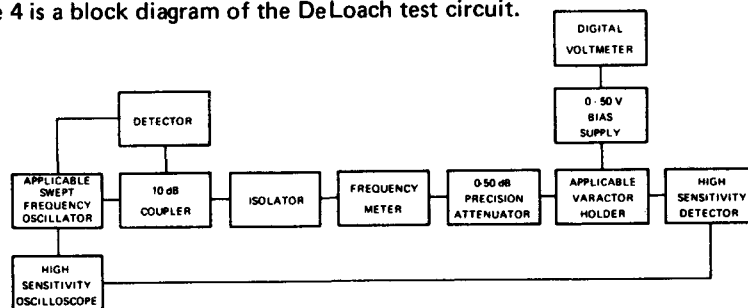 e 4 is a block diagram of the DeLoach test circuit.
DIGITAL
VOLTMETER
0-50 V
BIAS
SUPPLY
DETECTOR
APPLICABLE
SWEPT
FREQUENCY
OSCILLATOR
10 dB
COUPLER
ISOLATOR
FREQUENCY
METER
0-50 dB
PRECISION
ATTENUATOR
APPLICABLE
VARACTOR
HOLDER
HIGH
SENSITIVITY
DETECTOR
HIGH
SENSITIVITY
OSCILLOSCOPE